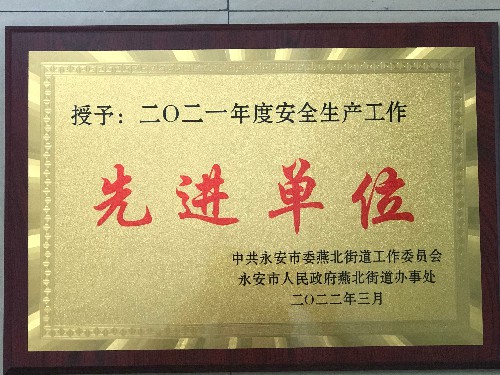 授予：二〇二一年度安全生产工作
先进单位
中共永安市委燕北街道工作委员会
永安市人民政府燕北街道办事处
二〇二二年三月